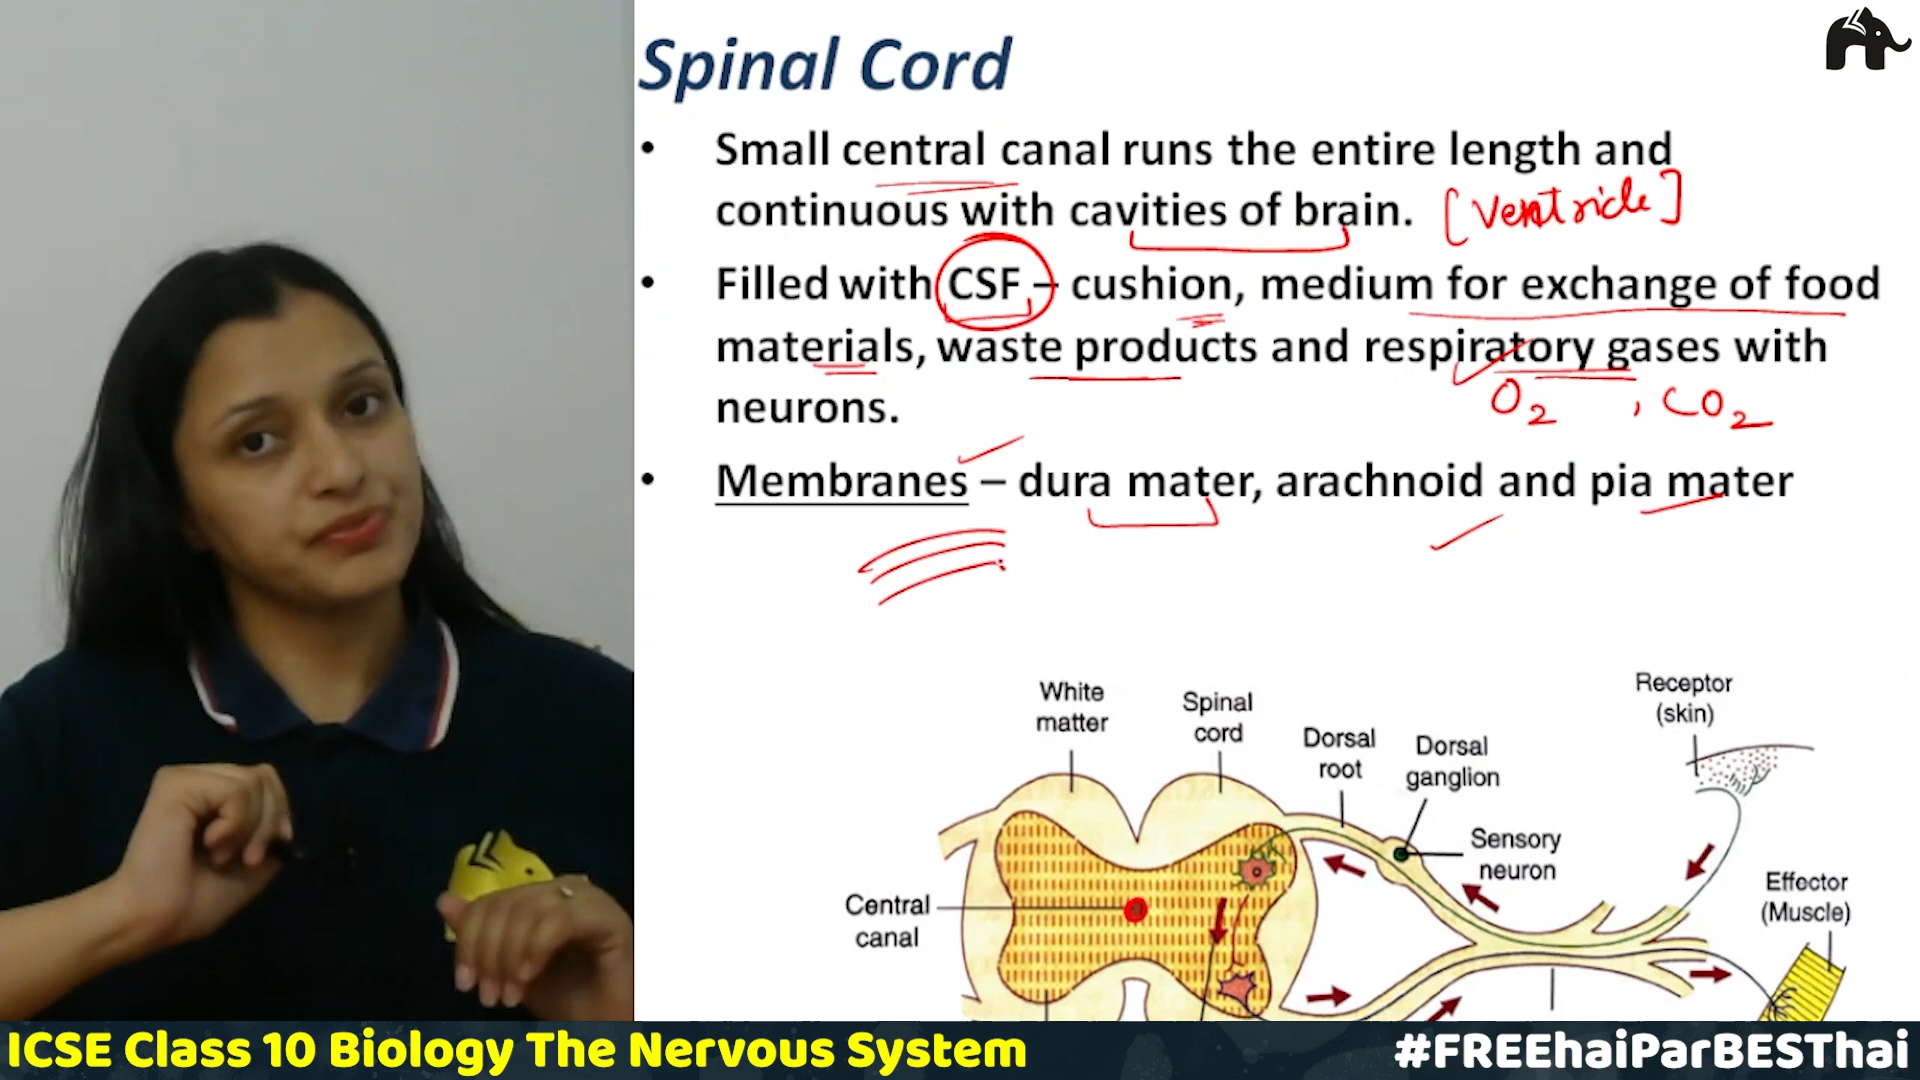 Spinal Cord
• Small central canal runs the entire length and
continuous with cavities of brain. [Ventricle]
• Filled with CSF – cushion, medium for exchange of food
materials, waste products and respiratory gases with
O2 , CO2
neurons.
• Membranes – dura mater, arachnoid and pia mater
White
matter
Spinal
cord
Dorsal
root
Dorsal
ganglion
Receptor
(skin)
Sensory
neuron
Effector
(Muscle)
Central
canal
ICSE Class 10 Biology The Nervous System
#FREEhaiParBESThai